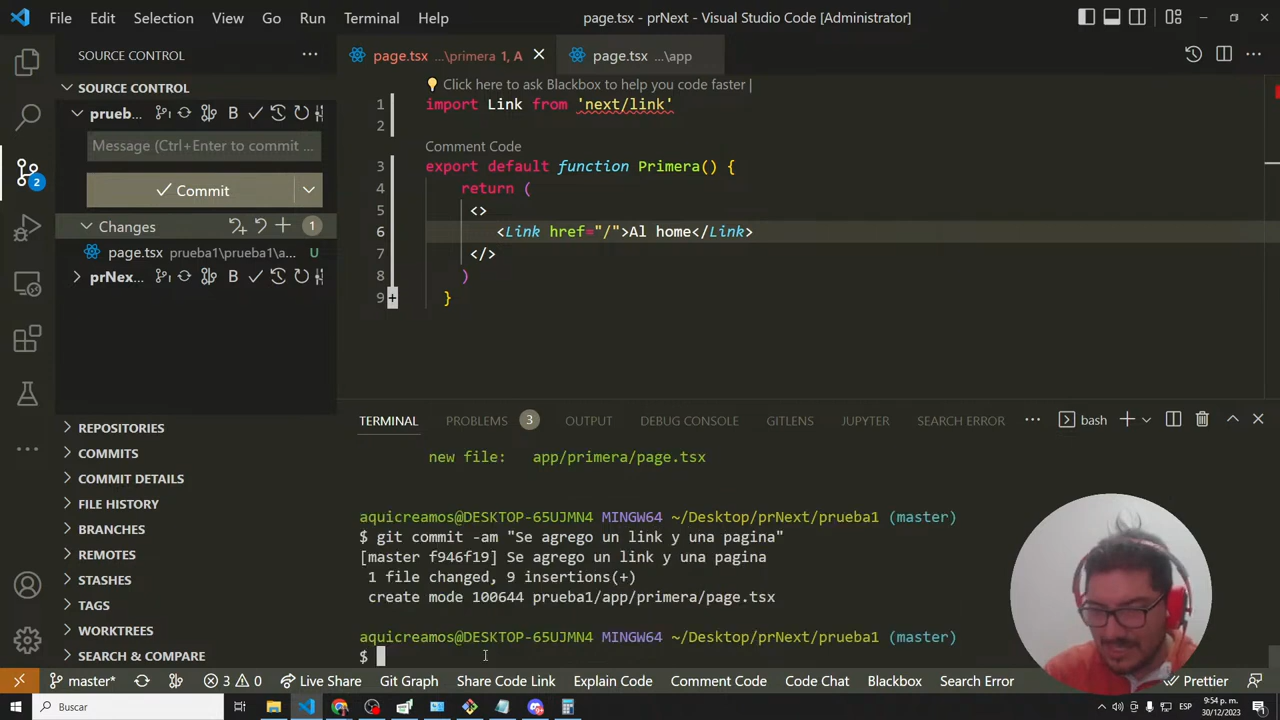 File Edit Selection View Go Run Terminal Help
page.tsx - prNext - Visual Studio Code [Administrator]
SOURCE CONTROL
SOURCE CONTROL
prueb...
Message (Ctrl+Enter to commit ...
Commit
Changes 1
page.tsx prueba1\prueba1\a... U
prNex...
2
REPOSITORIES
COMMITS
COMMIT DETAILS
FILE HISTORY
BRANCHES
REMOTES
STASHES
TAGS
WORKTREES
SEARCH & COMPARE
page.tsx ...\primera 1, A
page.tsx ...\app
Click here to ask Blackbox to help you code faster |
1 import Link from 'next/link'
2
Comment Code
3 export default function Primera() {
4 return (
5 <>
6 <Link href="/">Al home</Link>
7 </>
8 )
9 }
TERMINAL PROBLEMS 3 OUTPUT DEBUG CONSOLE GITLENS JUPYTER SEARCH ERROR ... bash
new file: app/primera/page.tsx
aquicreamos@DESKTOP-65UJMN4 MINGW64 ~/Desktop/prNext/prueba1 (master)
$ git commit -am "Se agrego un link y una pagina"
[master f946f19] Se agrego un link y una pagina
1 file changed, 9 insertions(+)
create mode 100644 prueba1/app/primera/page.tsx
aquicreamos@DESKTOP-65UJMN4 MINGW64 ~/Desktop/prNext/prueba1 (master)
$
master* 3 0 Live Share Git Graph Share Code Link Explain Code Comment Code Code Chat Blackbox Search Error Prettier
Buscar
ESP
9:54 p. m.
30/12/2023